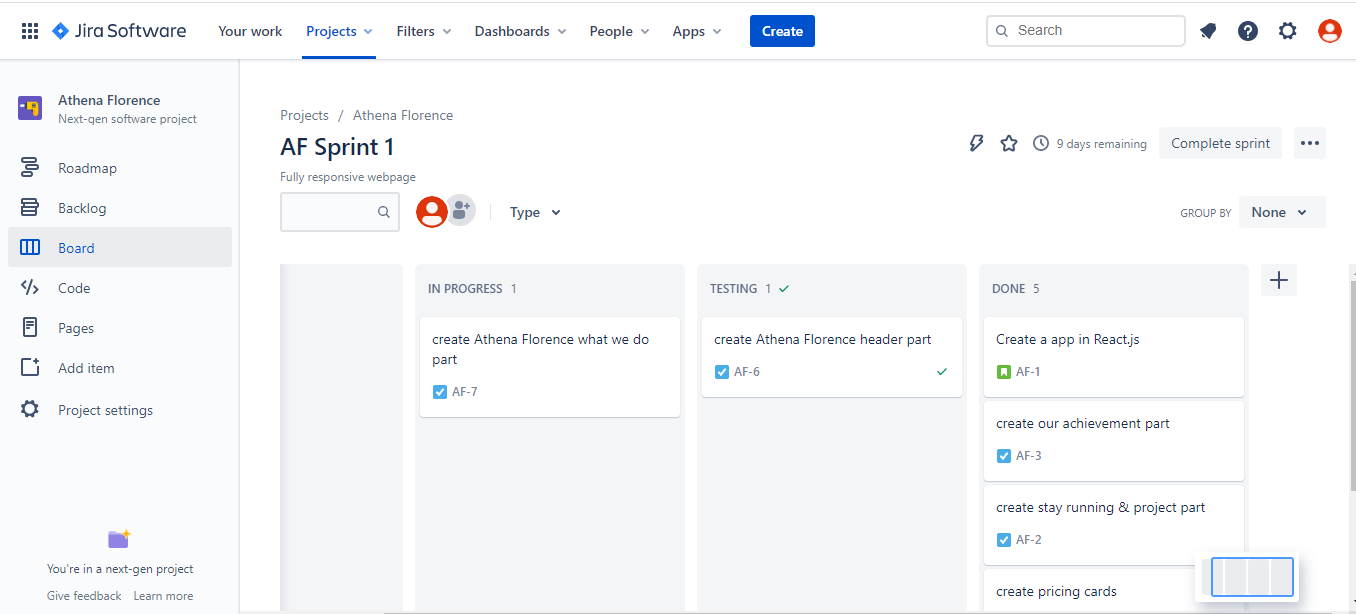 Jira Software
Your work
Projects
Filters
Dashboards
People
Apps
Create
Search
Athena Florence
Next-gen software project
Roadmap
Backlog
Board
Code
Pages
Add item
Project settings
You're in a next-gen project
Give feedback Learn more
Projects / Athena Florence
AF Sprint 1
9 days remaining
Complete sprint
Fully responsive webpage
Type
GROUP BY None
IN PROGRESS 1
create Athena Florence what we do
part
AF-7
TESTING 1
create Athena Florence header part
AF-6
DONE 5
Create a app in React.js
AF-1
create our achievement part
AF-3
create stay running & project part
AF-2
create pricing cards